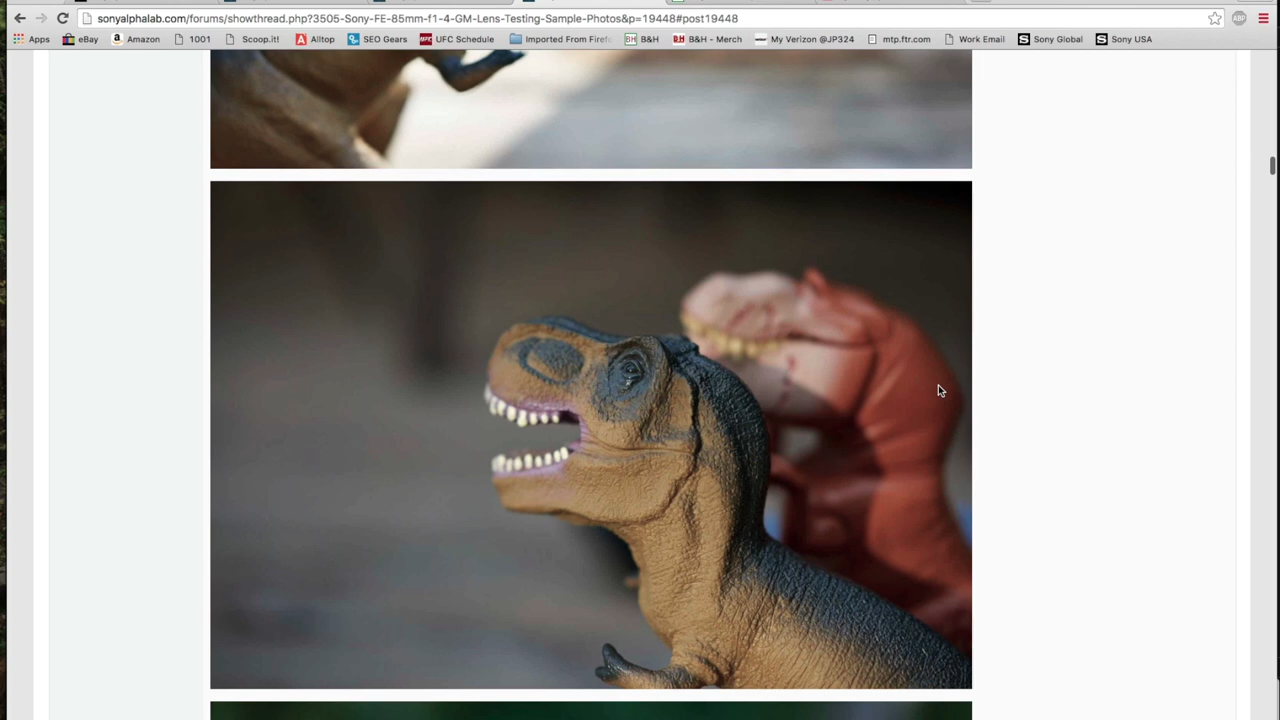 sonyalphalab.com/forums/showthread.php?3505-Sony-FE-85mm-f1-4-GM-Lens-Testing-Sample-Photos&p=19448#post19448
ABP
Apps eBay Amazon 1001 Scoop.it! Alltop SEO Gears UFC Schedule Imported From Firef B&H B&H - Merch My Verizon @JP324 mtp.ftr.com Work Email Sony Global Sony USA